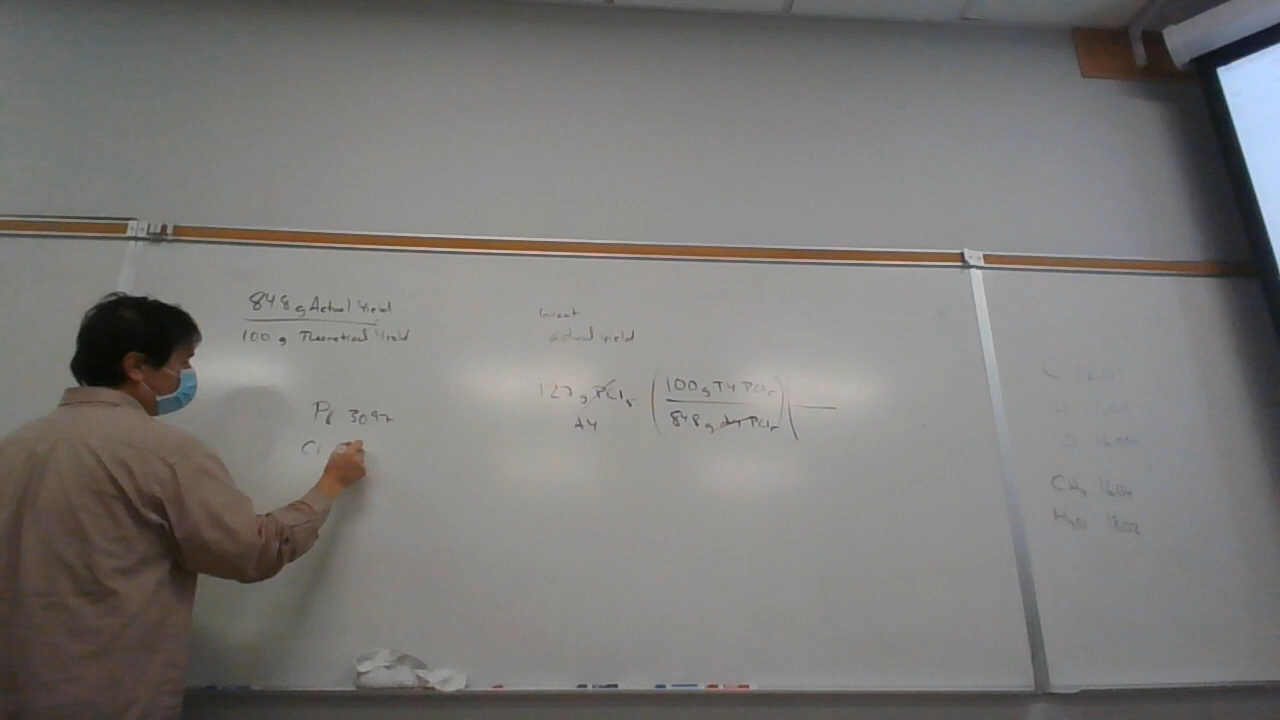 84.8 g Actual Yield
100 g Theoretical Yield
want
actual yield
P 30.97
Cl
127 g PCl₅
AY
100 g TY PCl₅
84.8 g AY PCl₅
CH₄ 16.04
H₂O 18.02